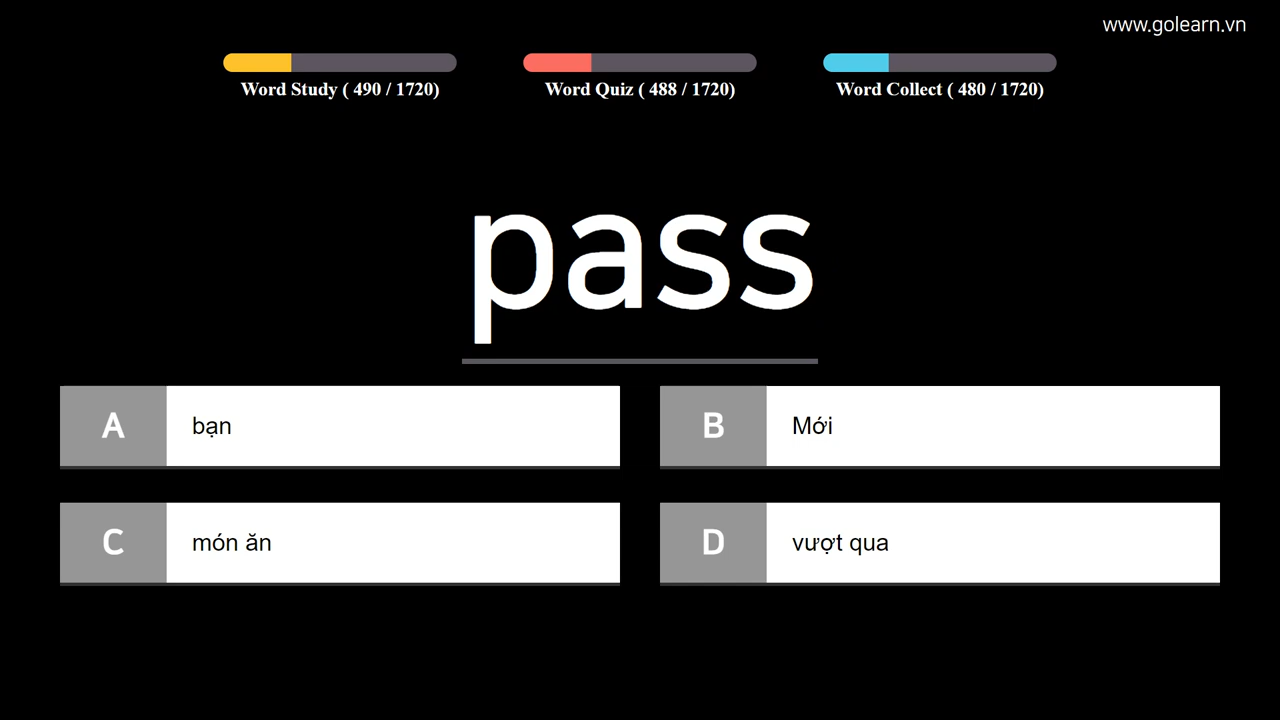 www.golearn.vn
Word Study ( 490 / 1720)
Word Quiz ( 488 / 1720)
Word Collect ( 480 / 1720)
pass
A bạn
B Mới
C món ăn
D vượt qua